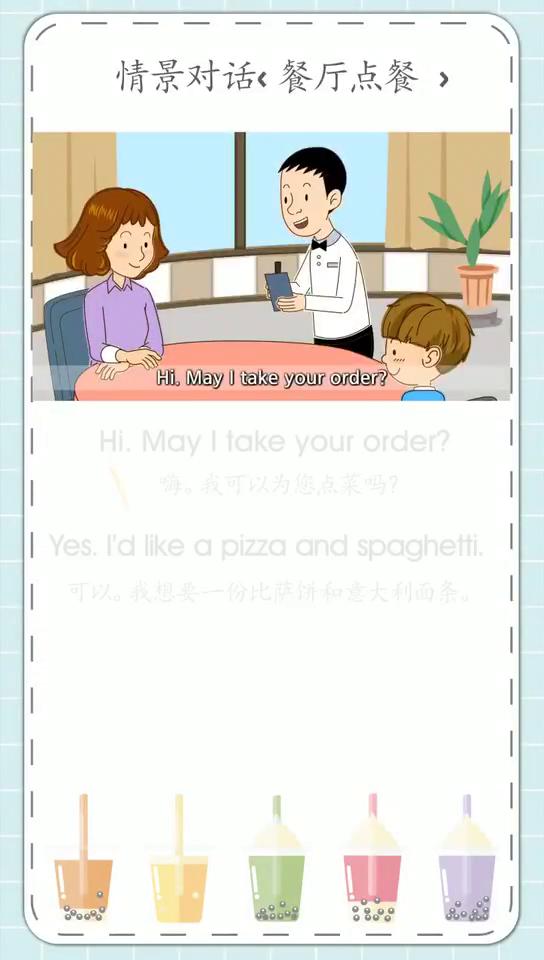 情景对话‹ 餐厅点餐 ›
Hi. May I take your order?
Hi. May I take your order?
嗨。我可以为您点菜吗?
Yes. I'd like a pizza and spaghetti.
可以。我想要一份比萨饼和意大利面条。